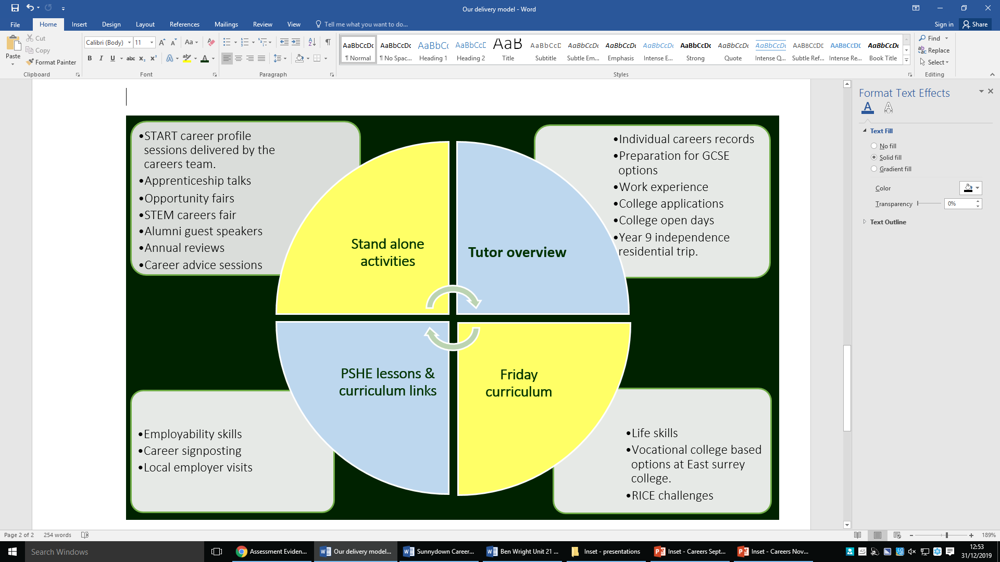 Our delivery model - Word
File Home Insert Design Layout References Mailings Review View Tell me what you want to do... Sign in Share
Paste
Cut
Copy
Format Painter
Clipboard
Calibri (Body) 11
Font
Paragraph
AaBbCcDc AaBbCcDc AaBbCc AaBbCcD AaB AaBbCcD AaBbCcDc AaBbCcDc AaBbCcDc AaBbCcDc AaBbCcDc AaBbCcDc AABBCCDE AABBCCDE AaBbCcDc
¶ Normal ¶ No Spac... Heading 1 Heading 2 Title Subtitle Subtle Em... Emphasis Intense E... Strong Quote Intense Q... Subtle Ref... Intense Re... Book Title
Styles
Find
Replace
Select
Editing
•START career profile
sessions delivered by the
careers team.
•Apprenticeship talks
•Opportunity fairs
•STEM careers fair
•Alumni guest speakers
•Annual reviews
•Career advice sessions
•Individual careers records
•Preparation for GCSE
options
•Work experience
•College applications
•College open days
•Year 9 independence
residential trip.
Stand alone
activities
Tutor overview
PSHE lessons &
curriculum links
Friday
curriculum
•Employability skills
•Career signposting
•Local employer visits
•Life skills
•Vocational college based
options at East surrey
college.
•RICE challenges
Format Text Effects
Text Fill
No fill
Solid fill
Gradient fill
Color
Transparency 0%
Text Outline
Page 2 of 2 254 words 189%
Search Windows
Assessment Eviden...
Our delivery model...
Sunnydown Career...
Ben Wright Unit 21 ...
Inset - presentations
Inset - Careers Sept...
Inset - Careers Nov...
12:53
31/12/2019